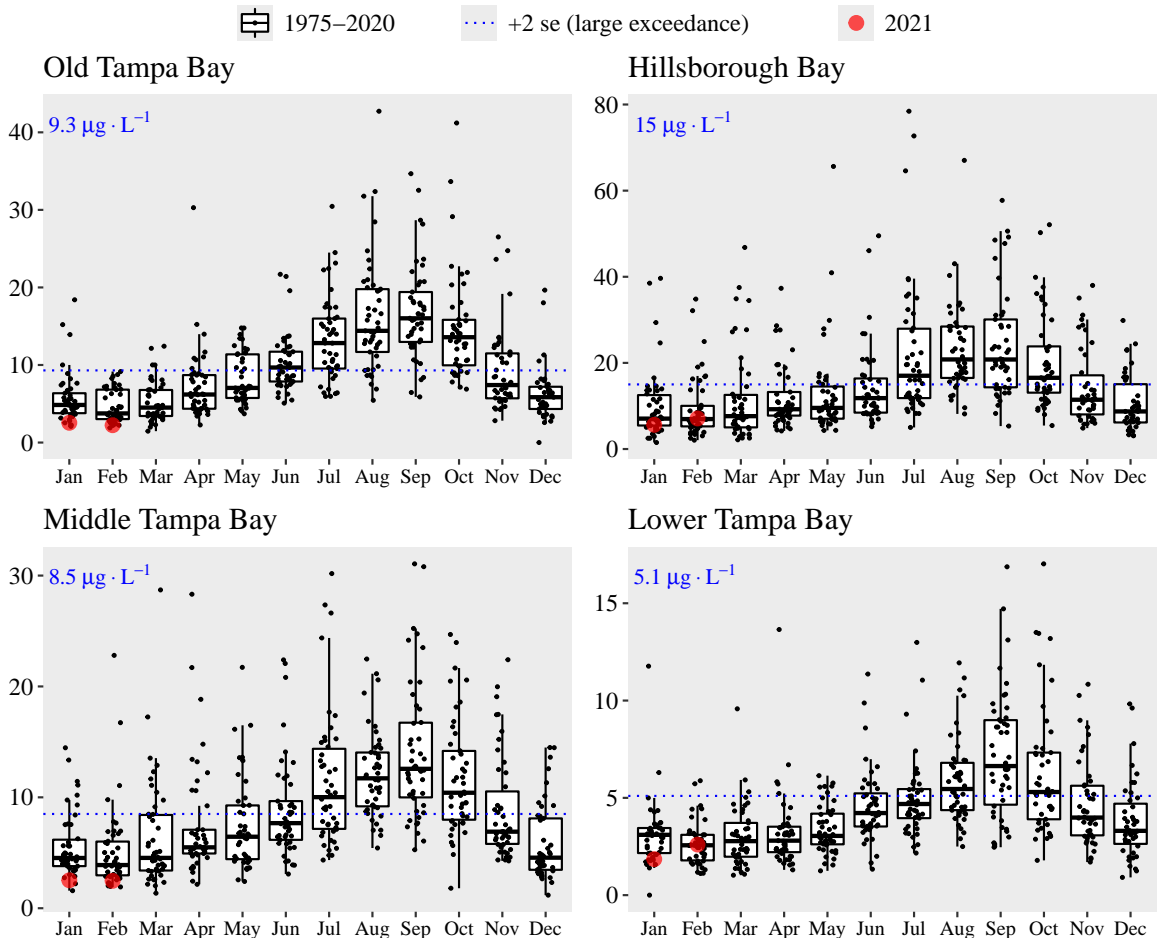 1975–2020 +2 se (large exceedance) 2021
Old Tampa Bay
9.3 μg · L⁻¹
40
30
20
10
0
Jan Feb Mar Apr May Jun Jul Aug Sep Oct Nov Dec
Hillsborough Bay
15 μg · L⁻¹
80
60
40
20
0
Jan Feb Mar Apr May Jun Jul Aug Sep Oct Nov Dec
Middle Tampa Bay
8.5 μg · L⁻¹
30
20
10
0
Jan Feb Mar Apr May Jun Jul Aug Sep Oct Nov Dec
Lower Tampa Bay
5.1 μg · L⁻¹
15
10
5
0
Jan Feb Mar Apr May Jun Jul Aug Sep Oct Nov Dec